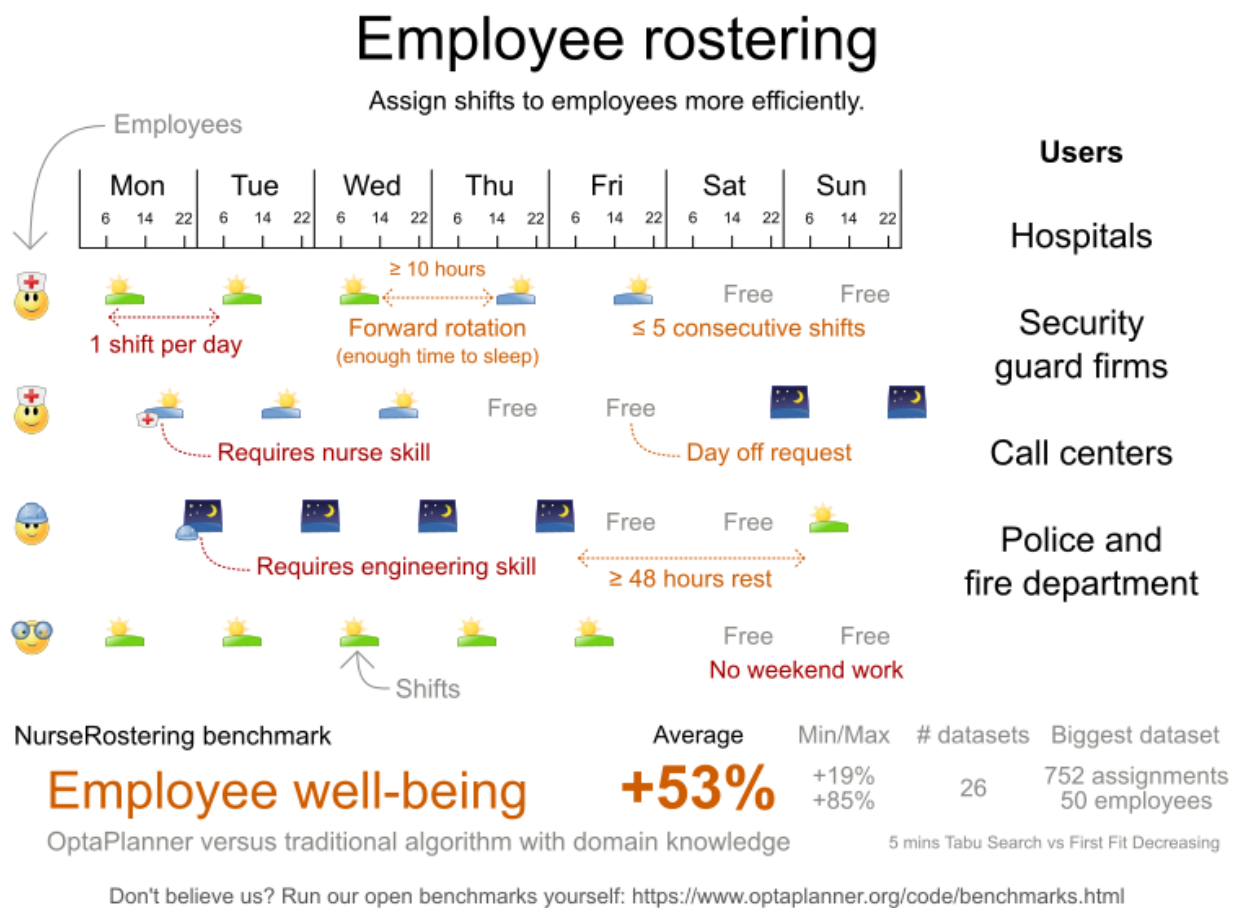 Employee rostering
Assign shifts to employees more efficiently.
Employees
Users
Mon Tue Wed Thu Fri Sat Sun
6 14 22 6 14 22 6 14 22 6 14 22 6 14 22 6 14 22 6 14 22
Hospitals
≥ 10 hours
Free Free
Forward rotation
(enough time to sleep)
≤ 5 consecutive shifts
1 shift per day
Security
guard firms
Free Free
Requires nurse skill
Day off request
Call centers
Free Free
Requires engineering skill
≥ 48 hours rest
Police and
fire department
Free Free
No weekend work
Shifts
NurseRostering benchmark
Average Min/Max # datasets Biggest dataset
Employee well-being
+53%
+19%
+85%
26
752 assignments
50 employees
OptaPlanner versus traditional algorithm with domain knowledge
5 mins Tabu Search vs First Fit Decreasing
Don't believe us? Run our open benchmarks yourself: https://www.optaplanner.org/code/benchmarks.html